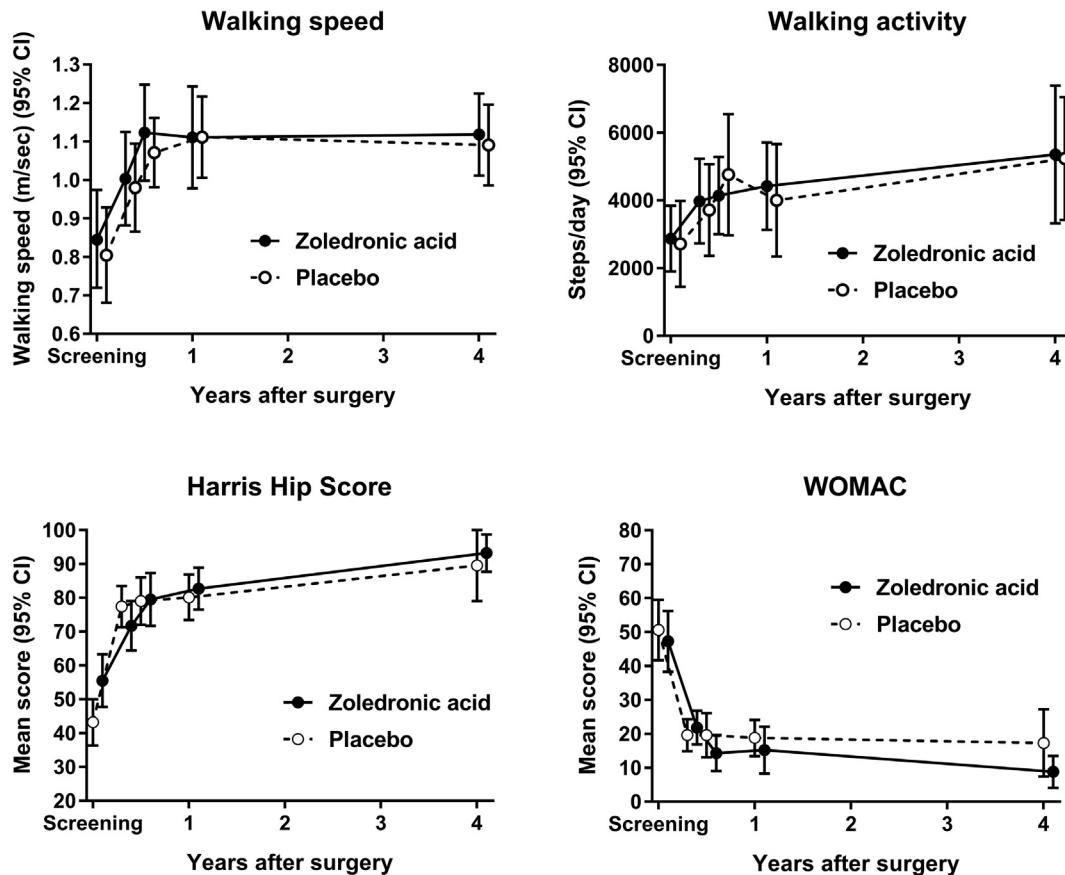 Walking speed
Walking speed (m/sec) (95% CI)
1.3
1.2
1.1
1.0
0.9
0.8
0.7
0.6
Zoledronic acid
Placebo
Screening 1 2 3 4
Years after surgery
Walking activity
Steps/day (95% CI)
8000
6000
4000
2000
0
Zoledronic acid
Placebo
Screening 1 2 3 4
Years after surgery
Harris Hip Score
Mean score (95% CI)
100
90
80
70
60
50
40
30
20
Zoledronic acid
Placebo
Screening 1 2 3 4
Years after surgery
WOMAC
Mean score (95% CI)
80
70
60
50
40
30
20
10
0
Zoledronic acid
Placebo
Screening 1 2 3 4
Years after surgery